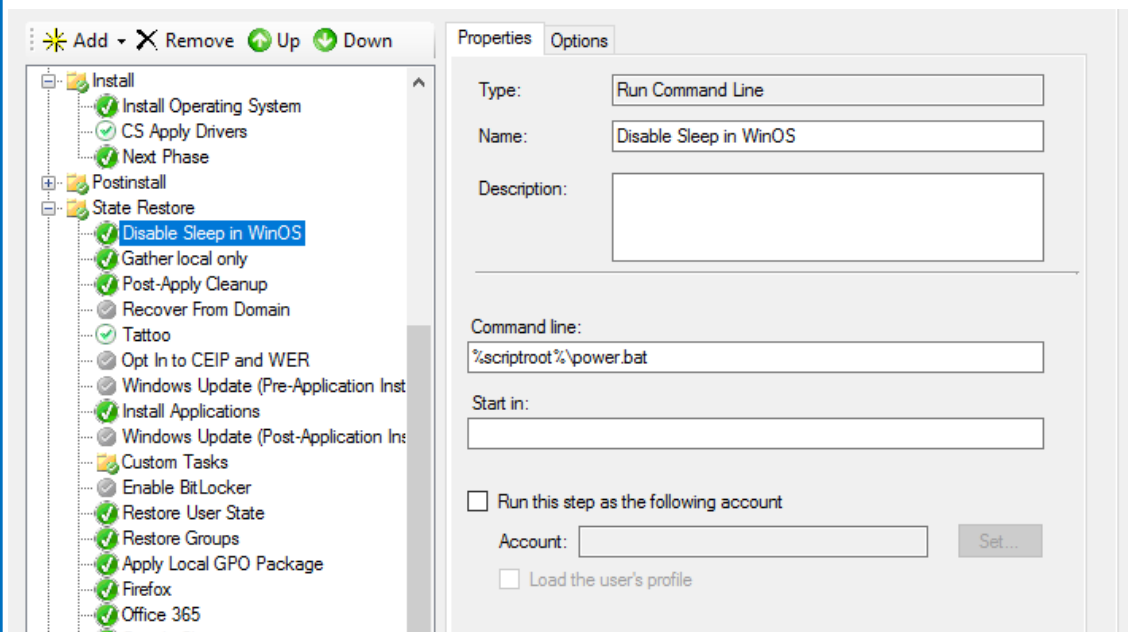 Add Remove Up Down
Install
Install Operating System
CS Apply Drivers
Next Phase
Postinstall
State Restore
Disable Sleep in WinOS
Gather local only
Post-Apply Cleanup
Recover From Domain
Tattoo
Opt In to CEIP and WER
Windows Update (Pre-Application Inst
Install Applications
Windows Update (Post-Application Ins
Custom Tasks
Enable BitLocker
Restore User State
Restore Groups
Apply Local GPO Package
Firefox
Office 365
Properties Options
Type: Run Command Line
Name: Disable Sleep in WinOS
Description:
Command line:
%scriptroot%\power.bat
Start in:
Run this step as the following account
Account: Set...
Load the user's profile